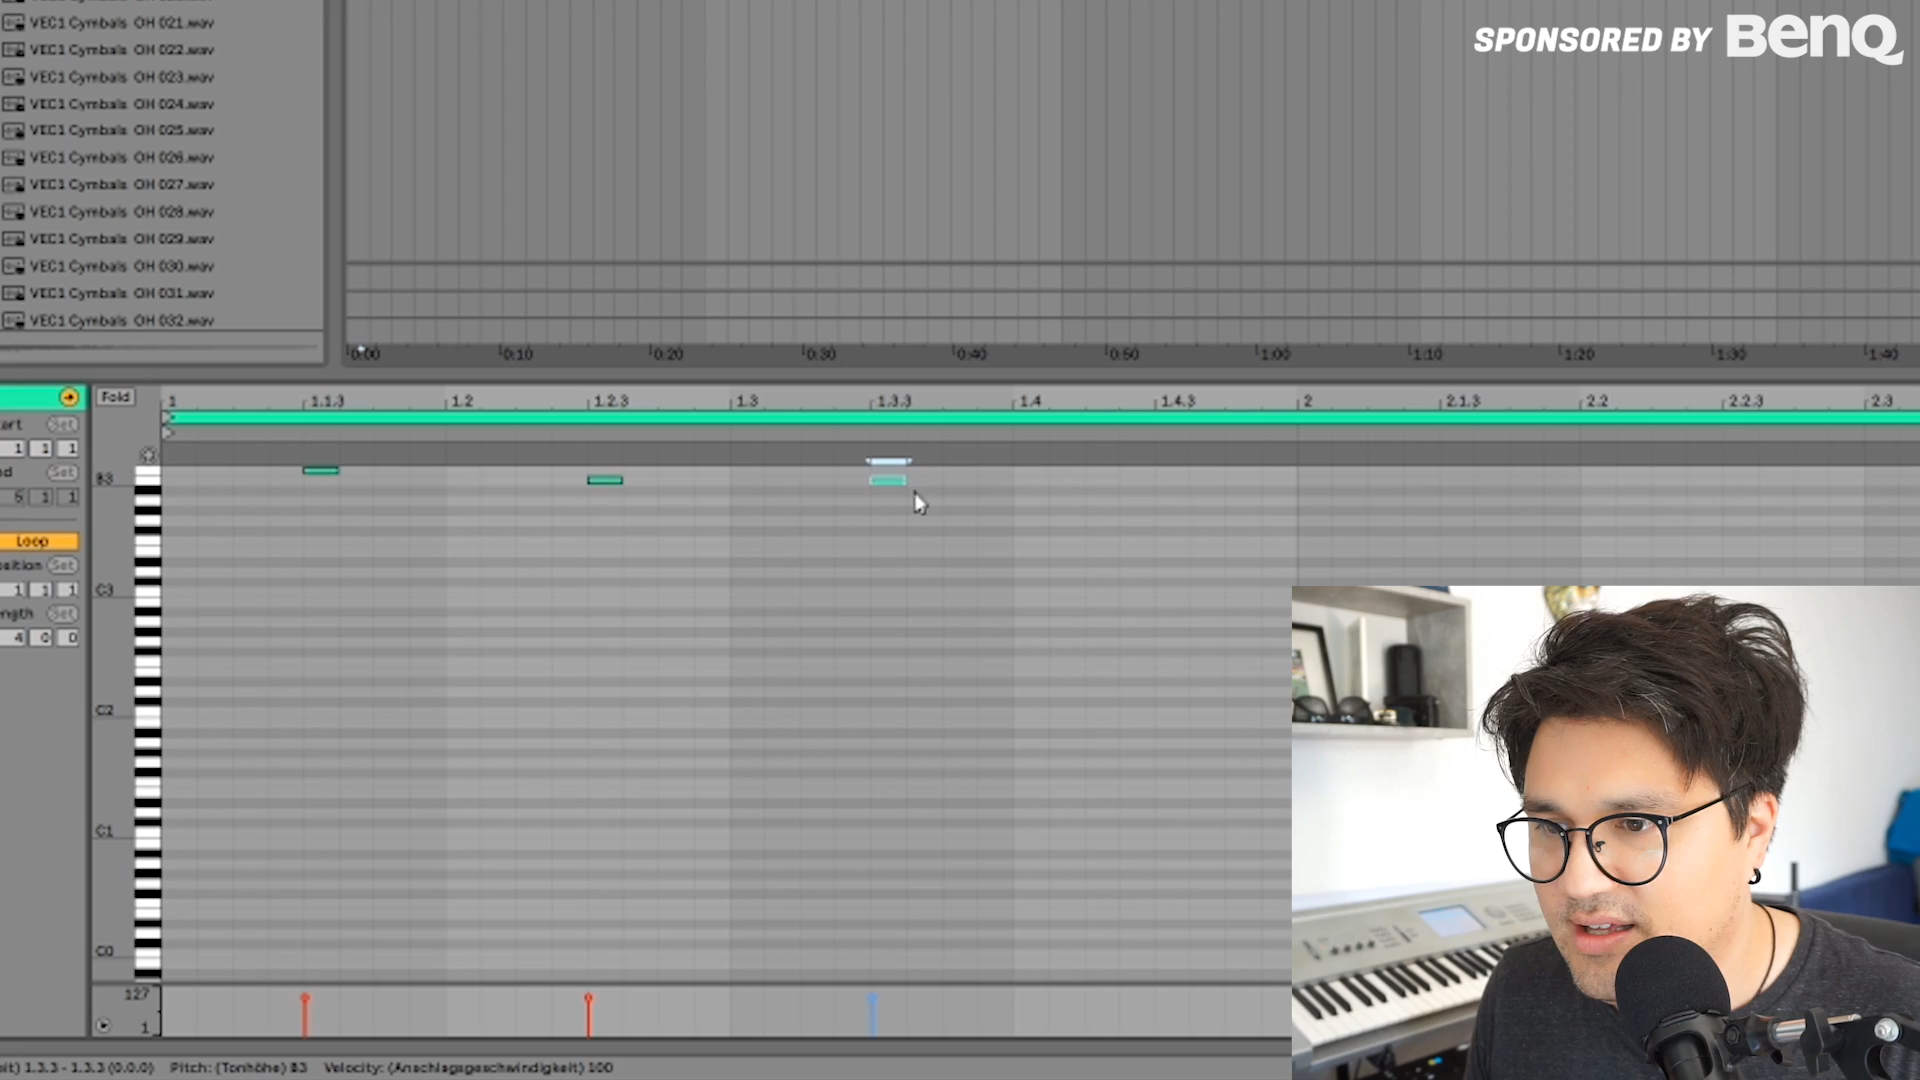 SPONSORED BY BenQ
VEC1 Cymbals OH 021.wav
VEC1 Cymbals OH 022.wav
VEC1 Cymbals OH 023.wav
VEC1 Cymbals OH 024.wav
VEC1 Cymbals OH 025.wav
VEC1 Cymbals OH 026.wav
VEC1 Cymbals OH 027.wav
VEC1 Cymbals OH 028.wav
VEC1 Cymbals OH 029.wav
VEC1 Cymbals OH 030.wav
VEC1 Cymbals OH 031.wav
VEC1 Cymbals OH 032.wav
0:00 0:10 0:20 0:30 0:40 0:50 1:00 1:10 1:20 1:30 1:40
Fold 1 1.1.3 1.2 1.2.3 1.3 1.3.3 1.4 1.4.3 2 2.1.3 2.2 2.2.3 2.3
art Set
1 1 1
d Set
B3
5 1 1
Loop
osition Set
1 1 1
C3
ngth Set
4 0 0
C2
C1
C0
127
1
eit) 1.3.3 - 1.3.3 (0.0.0) Pitch: (Tonhöhe) B3 Velocity: (Anschlagsgeschwindigkeit) 100